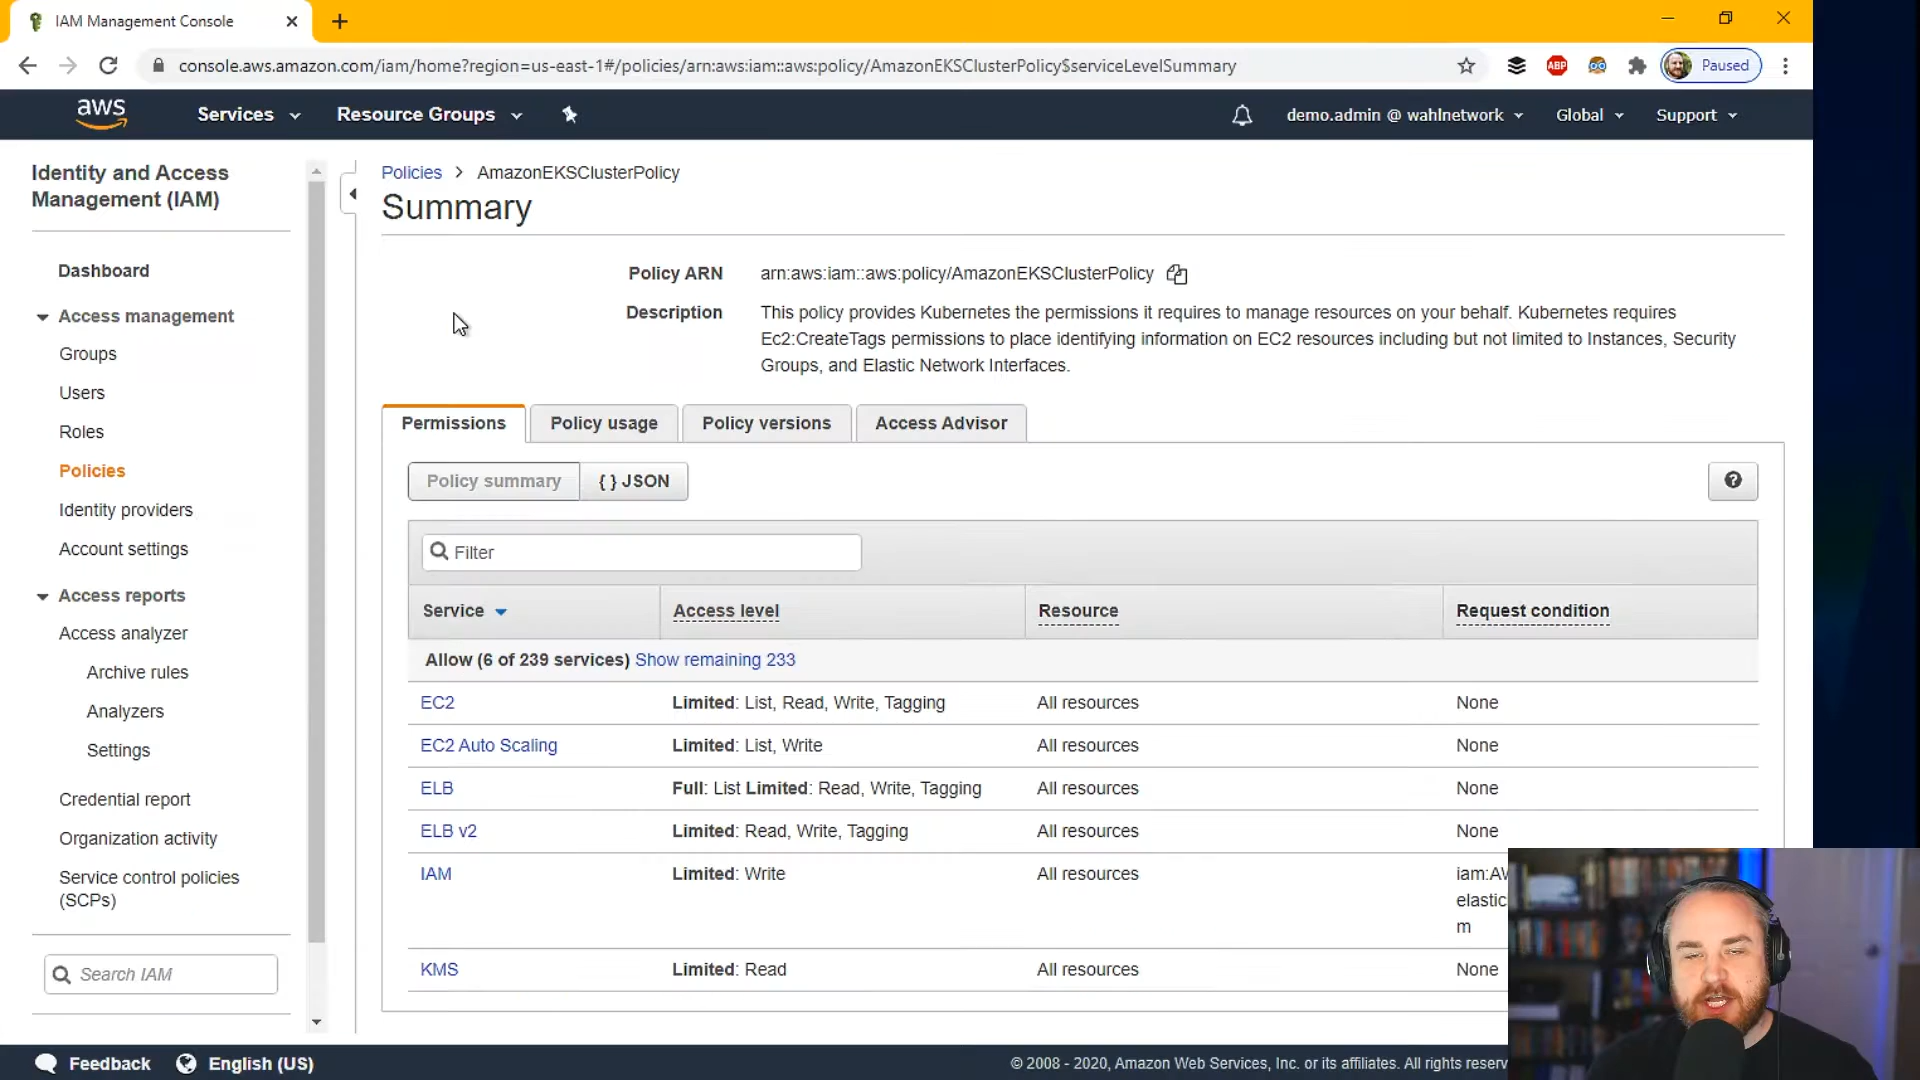 IAM Management Console
console.aws.amazon.com/iam/home?region=us-east-1#/policies/arn:aws:iam::aws:policy/AmazonEKSClusterPolicy$serviceLevelSummary
ABP
Paused
aws
Services
Resource Groups
demo.admin @ wahlnetwork
Global
Support
Identity and Access
Management (IAM)
Dashboard
Access management
Groups
Users
Roles
Policies
Identity providers
Account settings
Access reports
Access analyzer
Archive rules
Analyzers
Settings
Credential report
Organization activity
Service control policies
(SCPs)
Search IAM
Policies > AmazonEKSClusterPolicy
Summary
Policy ARN arn:aws:iam::aws:policy/AmazonEKSClusterPolicy
Description This policy provides Kubernetes the permissions it requires to manage resources on your behalf. Kubernetes requires
Ec2:CreateTags permissions to place identifying information on EC2 resources including but not limited to Instances, Security
Groups, and Elastic Network Interfaces.
Permissions Policy usage Policy versions Access Advisor
Policy summary { } JSON
?
Filter
Service Access level Resource Request condition
Allow (6 of 239 services) Show remaining 233
EC2 Limited: List, Read, Write, Tagging All resources None
EC2 Auto Scaling Limited: List, Write All resources None
ELB Full: List Limited: Read, Write, Tagging All resources None
ELB v2 Limited: Read, Write, Tagging All resources None
IAM Limited: Write All resources iam:AW
elastic
m
KMS Limited: Read All resources None
Feedback
English (US)
© 2008 - 2020, Amazon Web Services, Inc. or its affiliates. All rights reserv